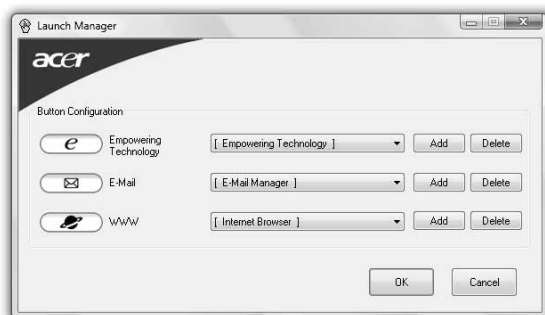 Launch Manager
acer
Button Configuration
e Empowering Technology [ Empowering Technology ] Add Delete
E-Mail [ E-Mail Manager ] Add Delete
WWW [ Internet Browser ] Add Delete
OK Cancel